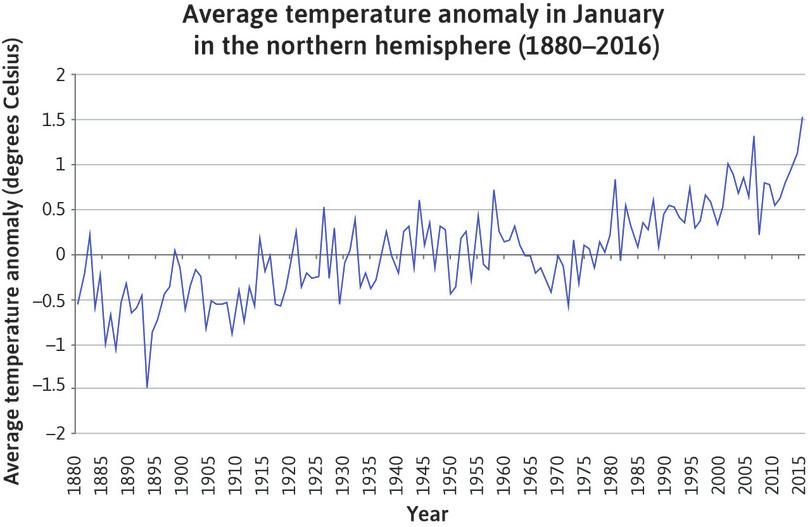 Average temperature anomaly in January
in the northern hemisphere (1880–2016)
Average temperature anomaly (degrees Celsius)
2
1.5
1
0.5
0
–0.5
–1
–1.5
–2
1880 1885 1890 1895 1900 1905 1910 1915 1920 1925 1930 1935 1940 1945 1950 1955 1960 1965 1970 1975 1980 1985 1990 1995 2000 2005 2010 2015
Year